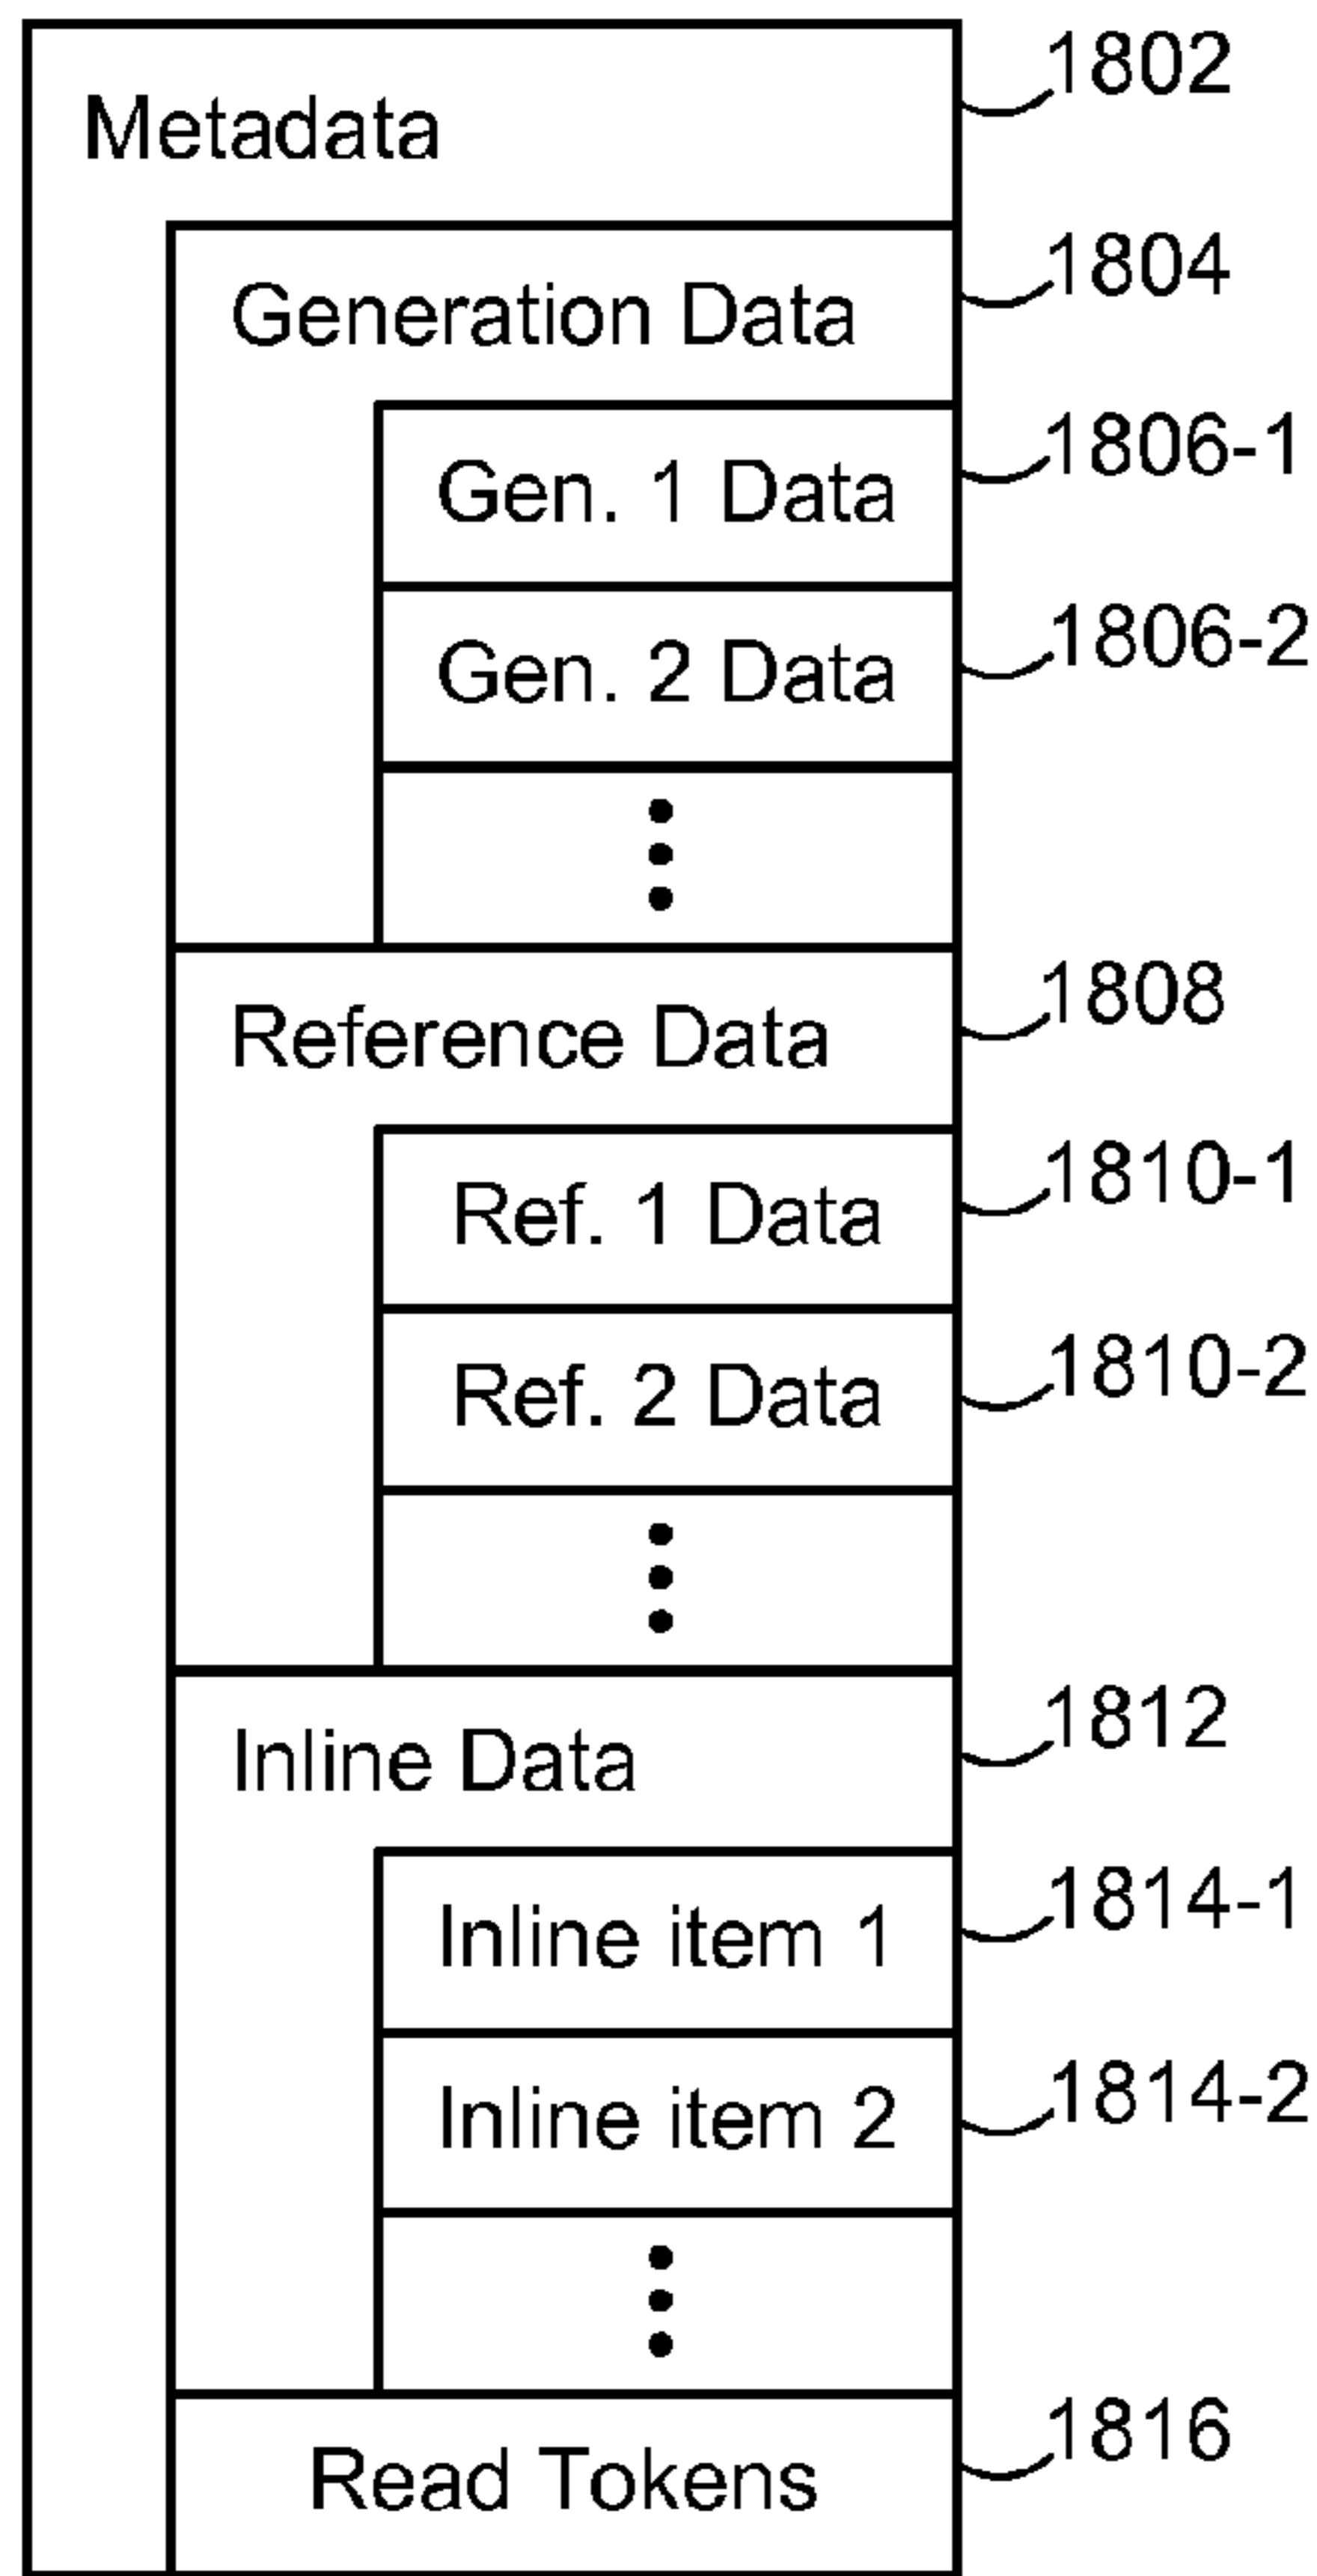 1802
Metadata
1804
Generation Data
1806-1
Gen. 1 Data
1806-2
Gen. 2 Data
1808
Reference Data
1810-1
Ref. 1 Data
1810-2
Ref. 2 Data
1812
Inline Data
1814-1
Inline item 1
1814-2
Inline item 2
1816
Read Tokens